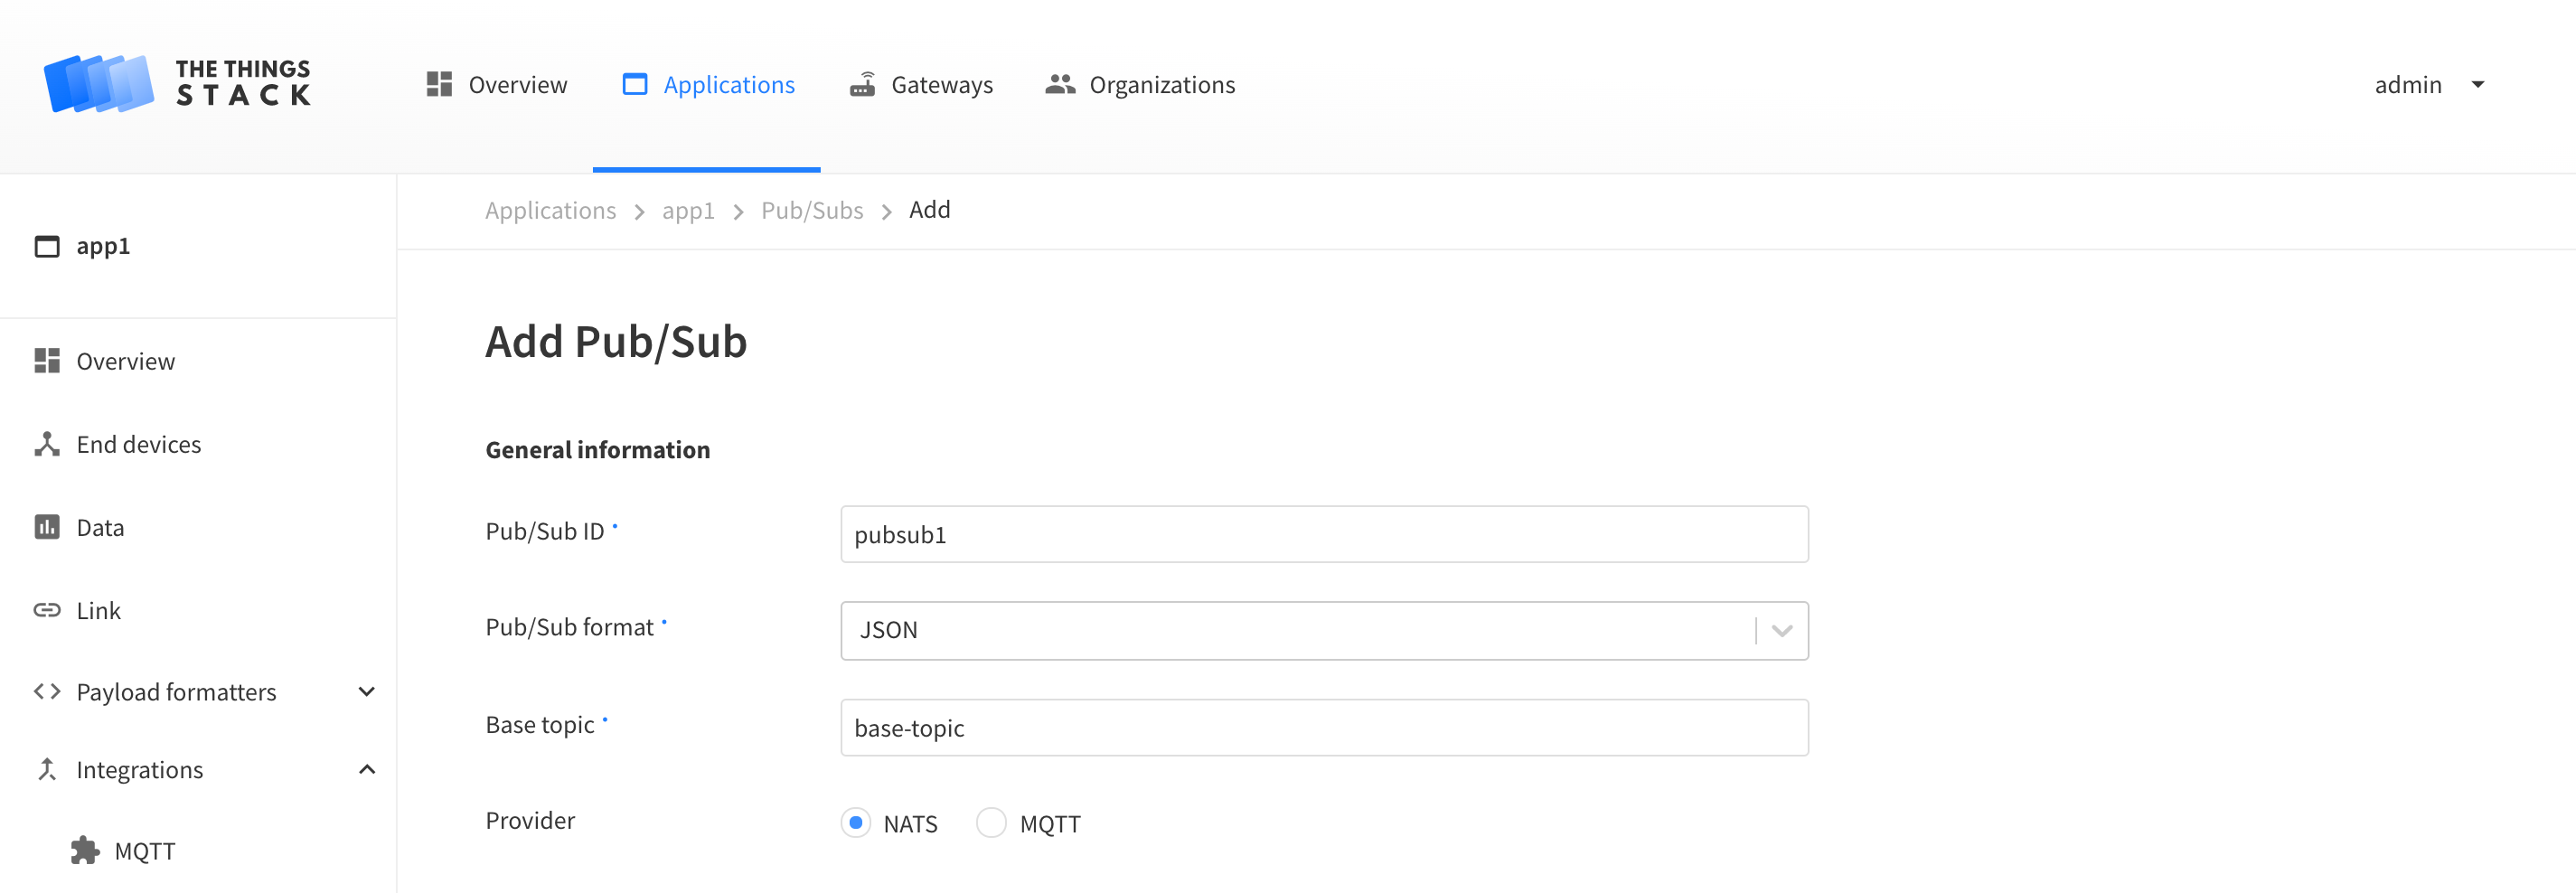 THE THINGS
STACK
Overview
Applications
Gateways
Organizations
admin
app1
Applications > app1 > Pub/Subs > Add
Overview
End devices
Data
Link
Payload formatters
Integrations
MQTT
Add Pub/Sub
General information
Pub/Sub ID
pubsub1
Pub/Sub format
JSON
Base topic
base-topic
Provider
NATS
MQTT